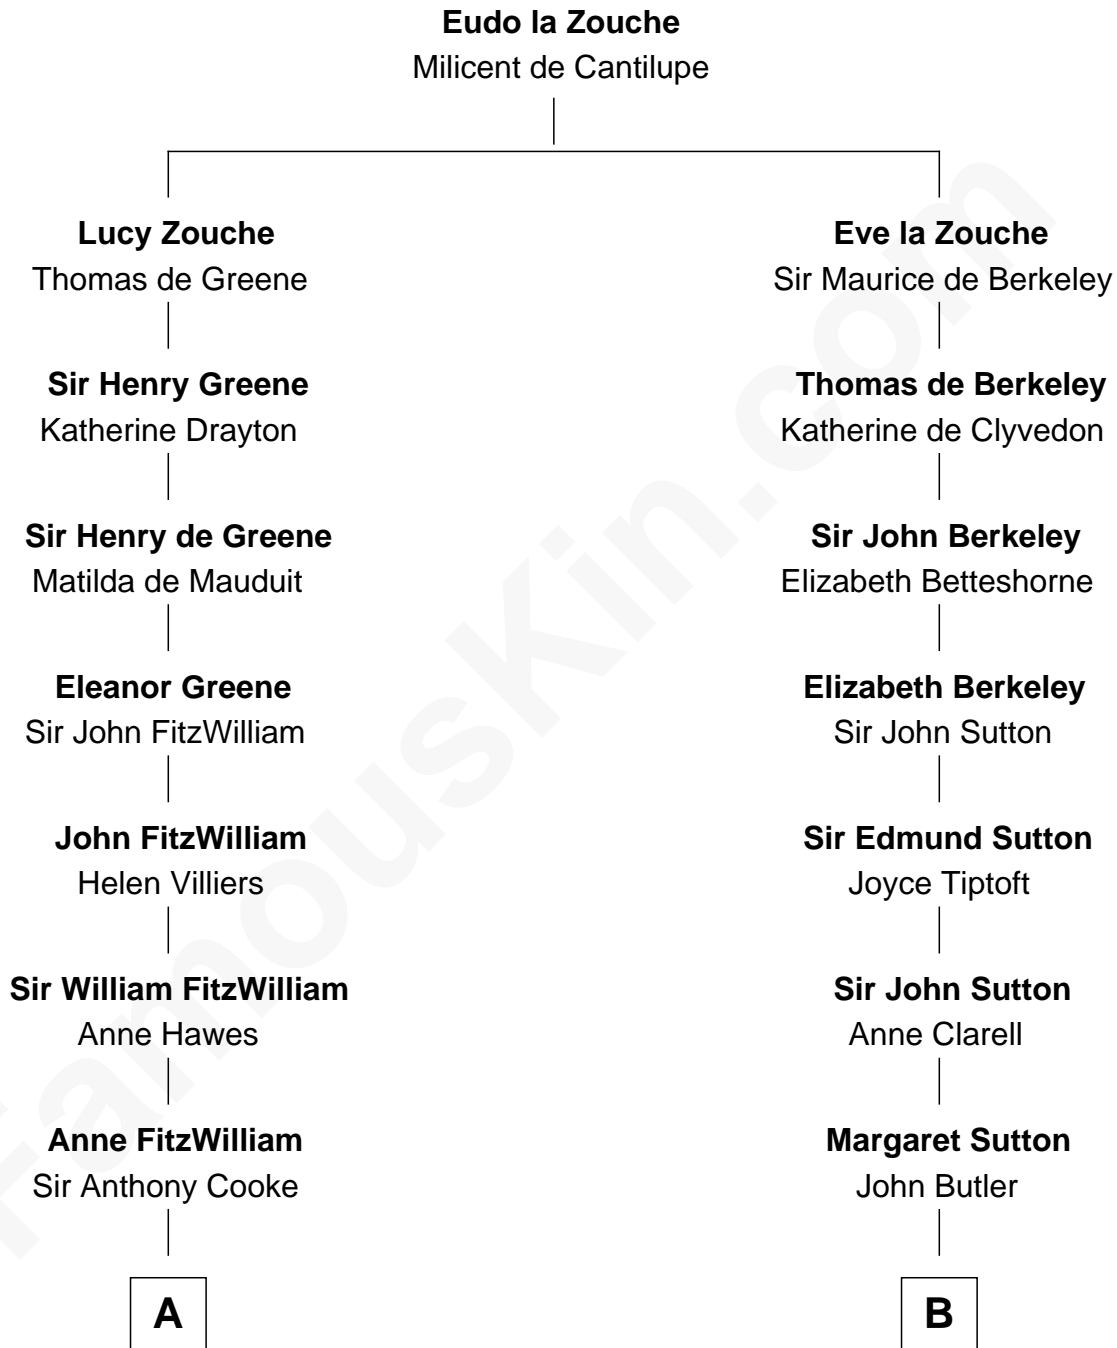 Eudo la Zouche
Milicent de Cantilupe
Lucy Zouche
Thomas de Greene
Eve la Zouche
Sir Maurice de Berkeley
Sir Henry Greene
Katherine Drayton
Thomas de Berkeley
Katherine de Clyvedon
Sir Henry de Greene
Matilda de Mauduit
Sir John Berkeley
Elizabeth Betteshorne
Eleanor Greene
Sir John FitzWilliam
Elizabeth Berkeley
Sir John Sutton
John FitzWilliam
Helen Villiers
Sir Edmund Sutton
Joyce Tiptoft
Sir William FitzWilliam
Anne Hawes
Sir John Sutton
Anne Clarell
Anne FitzWilliam
Sir Anthony Cooke
Margaret Sutton
John Butler
A
B
FamousKin.com